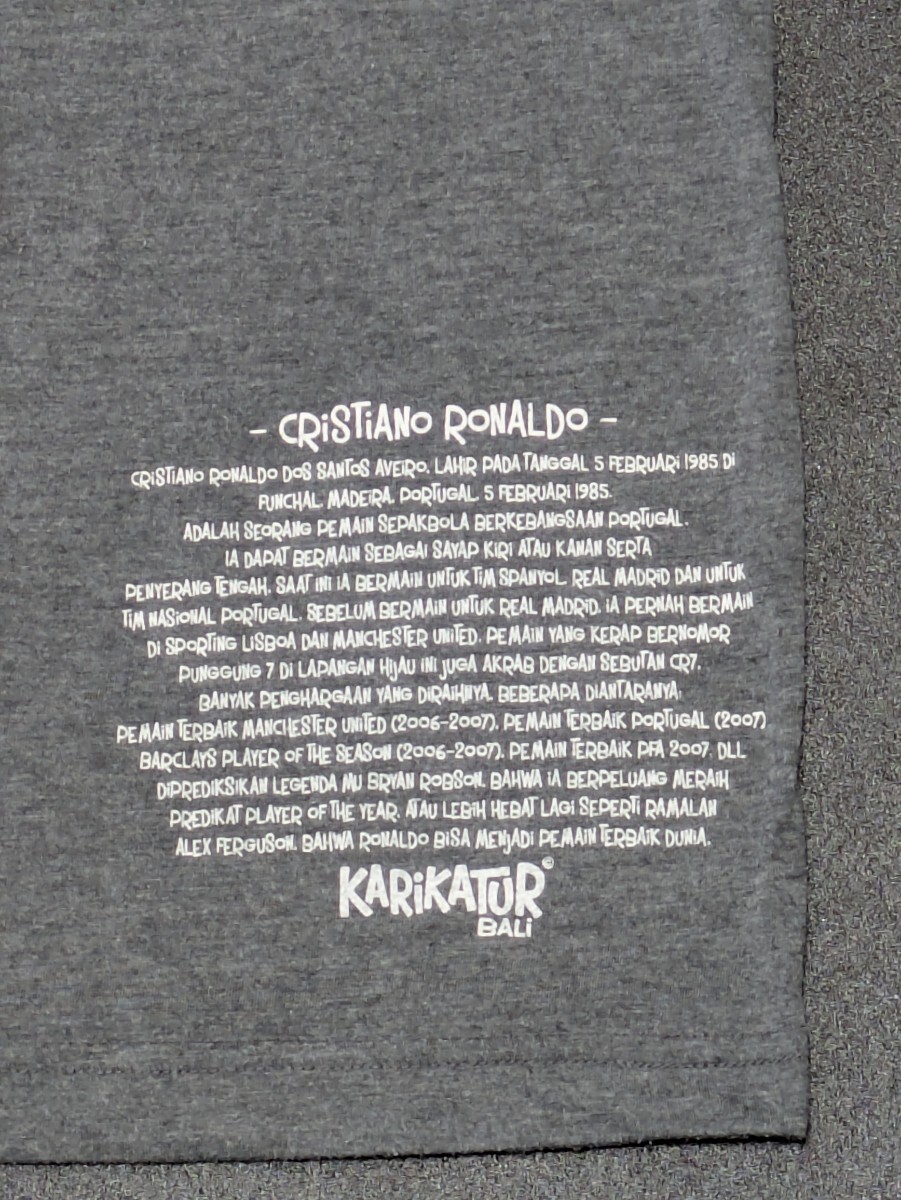 - CRISTIANO RONALDO -
CRISTIANO RONALDO DOS SANTOS AVEIRO. LAHIR PADA TANGGAL 5 FEBRUARI 1985 DI
FUNCHAL. MADEIRA. PORTUGAL. 5 FEBRUARI 1985.
ADALAH SEORANG PEMAIN SEPAKBOLA BERKEBANGSAAN PORTUGAL.
IA DAPAT BERMAIN SEBAGAI SAYAP KIRI ATAU KANAN SERTA
PENYERANG TENGAH. SAAT INI IA BERMAIN UNTUK TIM SPANYOL. REAL MADRID DAN UNTUK
TIM NASIONAL PORTUGAL. SEBELUM BERMAIN UNTUK REAL MADRID. IA PERNAH BERMAIN
DI SPORTING LISBOA DAN MANCHESTER UNITED. PEMAIN YANG KERAP BERNOMOR
PUNGGUNG 7 DI LAPANGAN HIJAU INI JUGA AKRAB DENGAN SEBUTAN CR7.
BANYAK PENGHARGAAN YANG DIRAIHNYA. BEBERAPA DIANTARANYA:
PEMAIN TERBAIK MANCHESTER UNITED (2006-2007). PEMAIN TERBAIK PORTUGAL (2007)
BARCLAYS PLAYER OF THE SEASON (2006-2007). PEMAIN TERBAIK PFA 2007. DLL
DIPREDIKSIKAN LEGENDA MU BRYAN ROBSON. BAHWA IA BERPELUANG MERAIH
PREDIKAT PLAYER OF THE YEAR. ATAU LEBIH HEBAT LAGI SEPERTI RAMALAN
ALEX FERGUSON. BAHWA RONALDO BISA MENJADI PEMAIN TERBAIK DUNIA.
KARIKATUR©
BALI